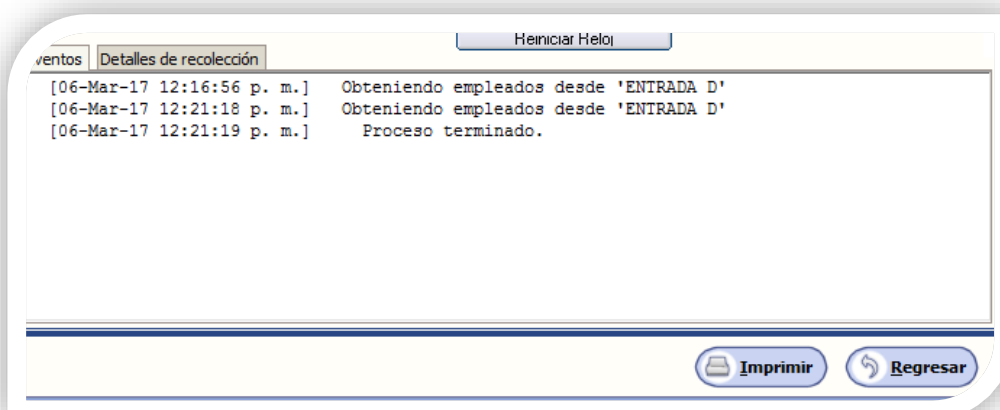 Reiniciar Reloj
ventos Detalles de recolección
[06-Mar-17 12:16:56 p. m.] Obteniendo empleados desde 'ENTRADA D'
[06-Mar-17 12:21:18 p. m.] Obteniendo empleados desde 'ENTRADA D'
[06-Mar-17 12:21:19 p. m.] Proceso terminado.
Imprimir Regresar